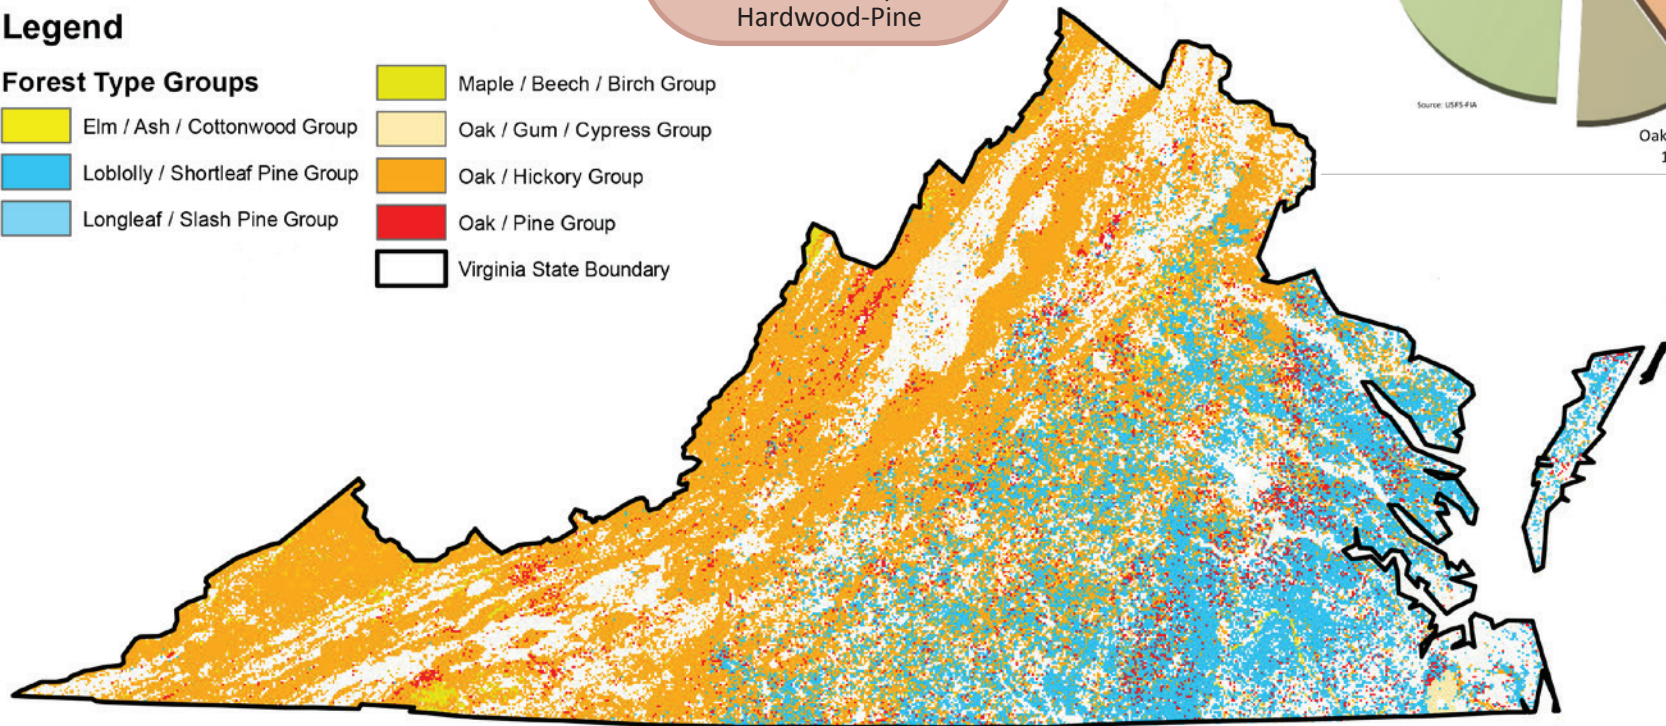 Hardwood-Pine
Legend
Forest Type Groups
Elm / Ash / Cottonwood Group
Loblolly / Shortleaf Pine Group
Longleaf / Slash Pine Group
Maple / Beech / Birch Group
Oak / Gum / Cypress Group
Oak / Hickory Group
Oak / Pine Group
Virginia State Boundary
Source: USFS-FIA
Oak
1